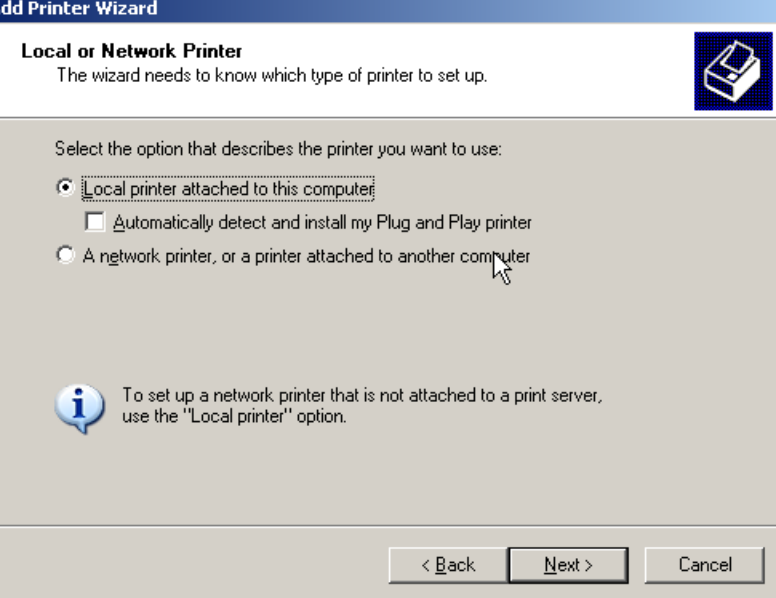 dd Printer Wizard
Local or Network Printer
The wizard needs to know which type of printer to set up.
Select the option that describes the printer you want to use:
Local printer attached to this computer
Automatically detect and install my Plug and Play printer
A network printer, or a printer attached to another computer
To set up a network printer that is not attached to a print server,
use the "Local printer" option.
< Back Next > Cancel